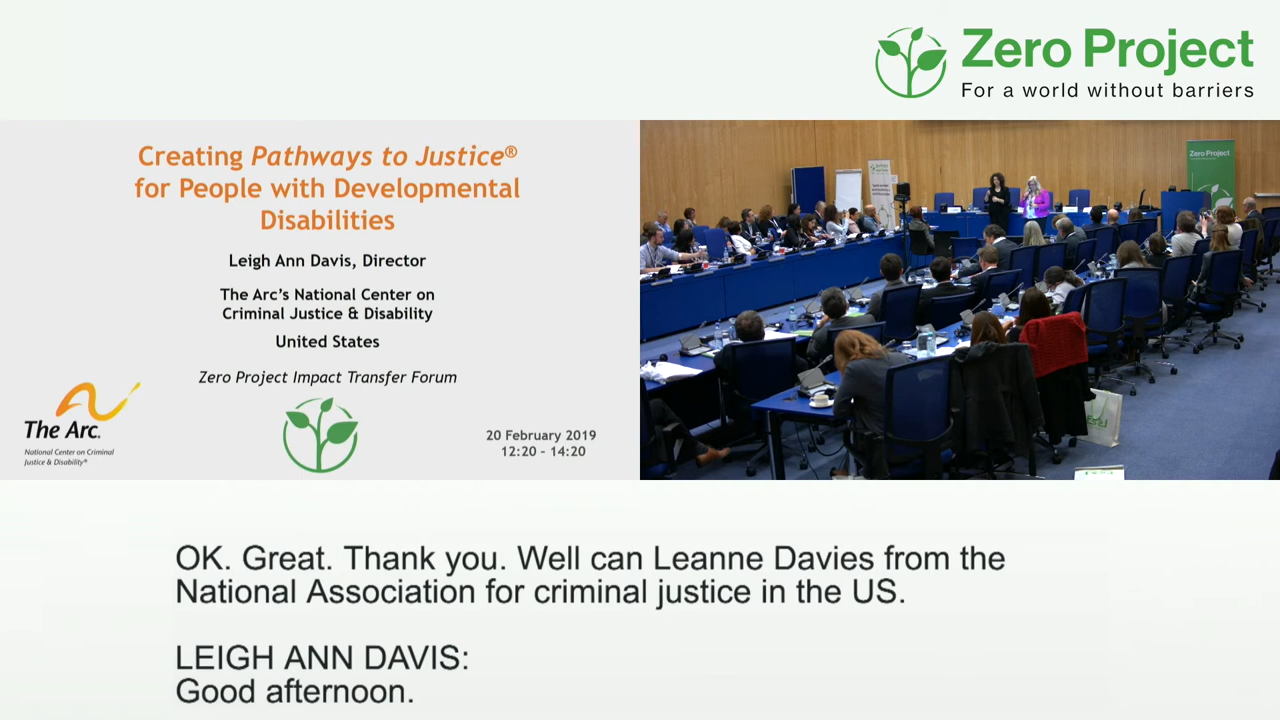 Zero Project
For a world without barriers
Creating Pathways to Justice®
for People with Developmental
Disabilities
Leigh Ann Davis, Director
The Arc's National Center on
Criminal Justice & Disability
United States
Zero Project Impact Transfer Forum
The Arc.
National Center on Criminal
Justice & Disability®
20 February 2019
12:20 - 14:20
Zero Project
OK. Great. Thank you. Well can Leanne Davies from the
National Association for criminal justice in the US.
LEIGH ANN DAVIS:
Good afternoon.